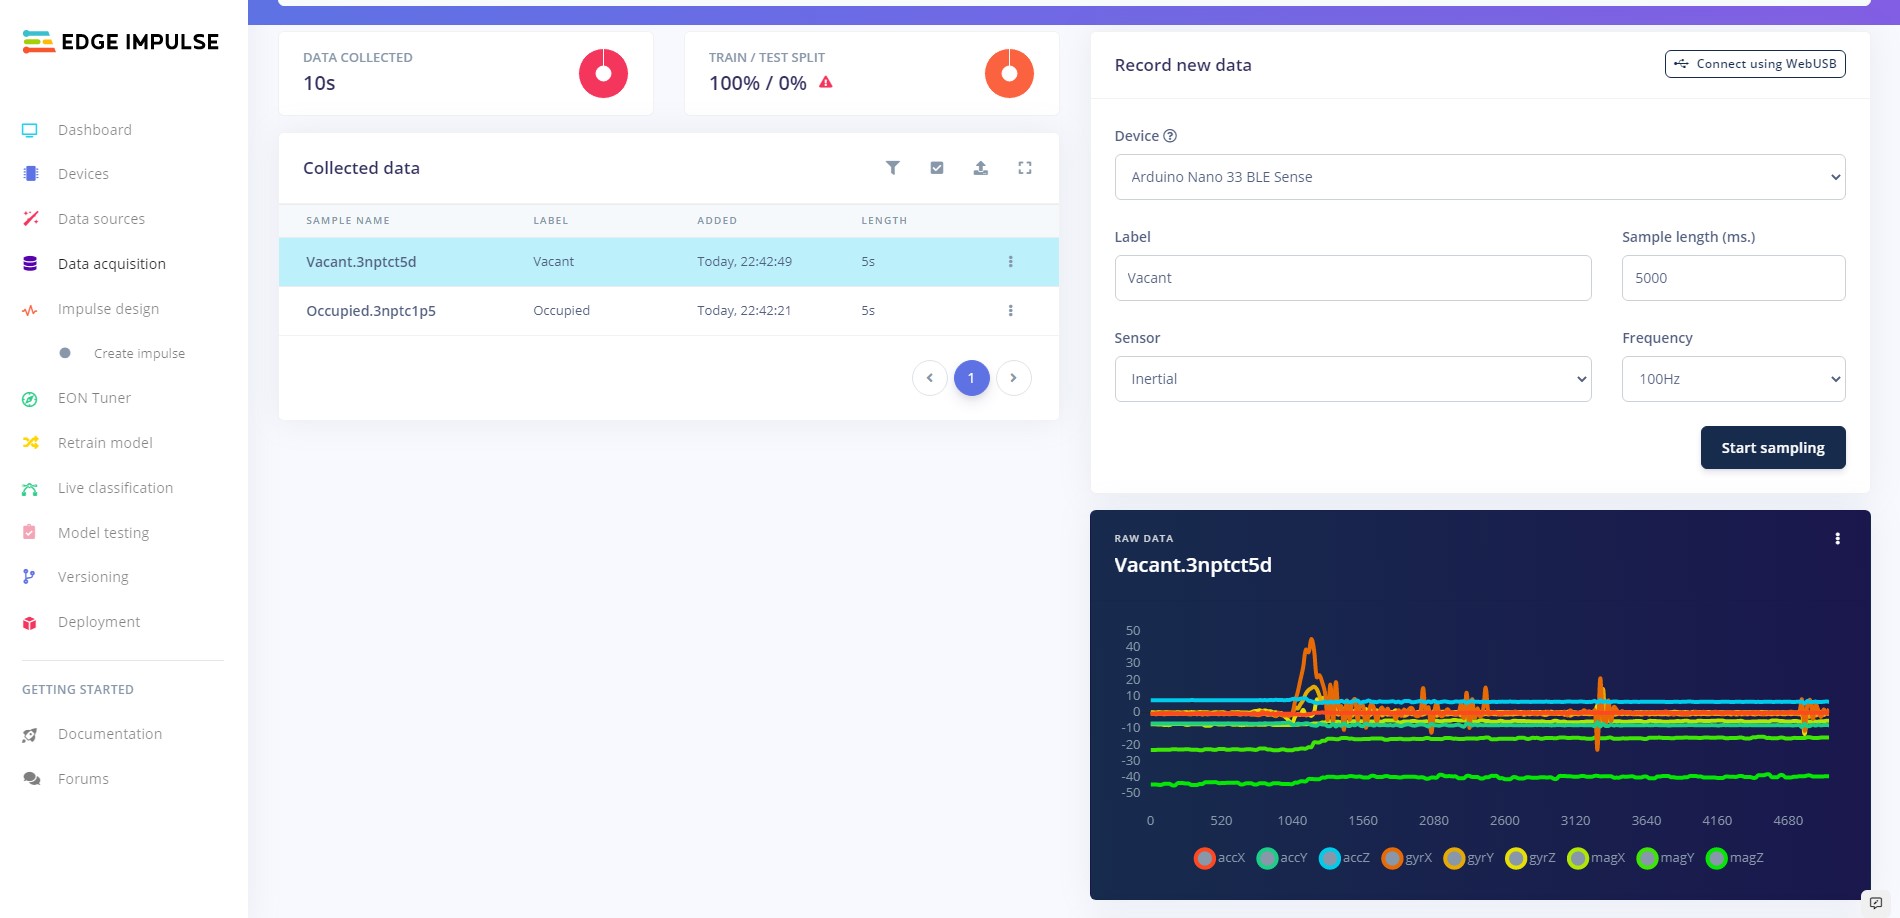 EDGE IMPULSE
Dashboard
Devices
Data sources
Data acquisition
Impulse design
Create impulse
EON Tuner
Retrain model
Live classification
Model testing
Versioning
Deployment
GETTING STARTED
Documentation
Forums
DATA COLLECTED
10s
TRAIN / TEST SPLIT
100% / 0%
Collected data
SAMPLE NAME LABEL ADDED LENGTH
Vacant.3nptct5d Vacant Today, 22:42:49 5s
Occupied.3nptc1p5 Occupied Today, 22:42:21 5s
1
Record new data
Connect using WebUSB
Device
Arduino Nano 33 BLE Sense
Label Sample length (ms.)
Vacant 5000
Sensor Frequency
Inertial 100Hz
Start sampling
RAW DATA
Vacant.3nptct5d
50
40
30
20
10
0
-10
-20
-30
-40
-50
0 520 1040 1560 2080 2600 3120 3640 4160 4680
accX accY accZ gyrX gyrY gyrZ magX magY magZ